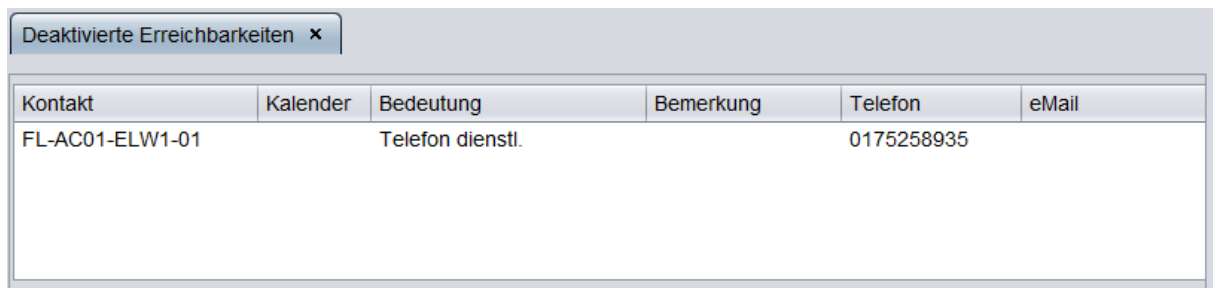 Deaktivierte Erreichbarkeiten ×
Kontakt Kalender Bedeutung Bemerkung Telefon eMail
FL-AC01-ELW1-01 Telefon dienstl. 0175258935